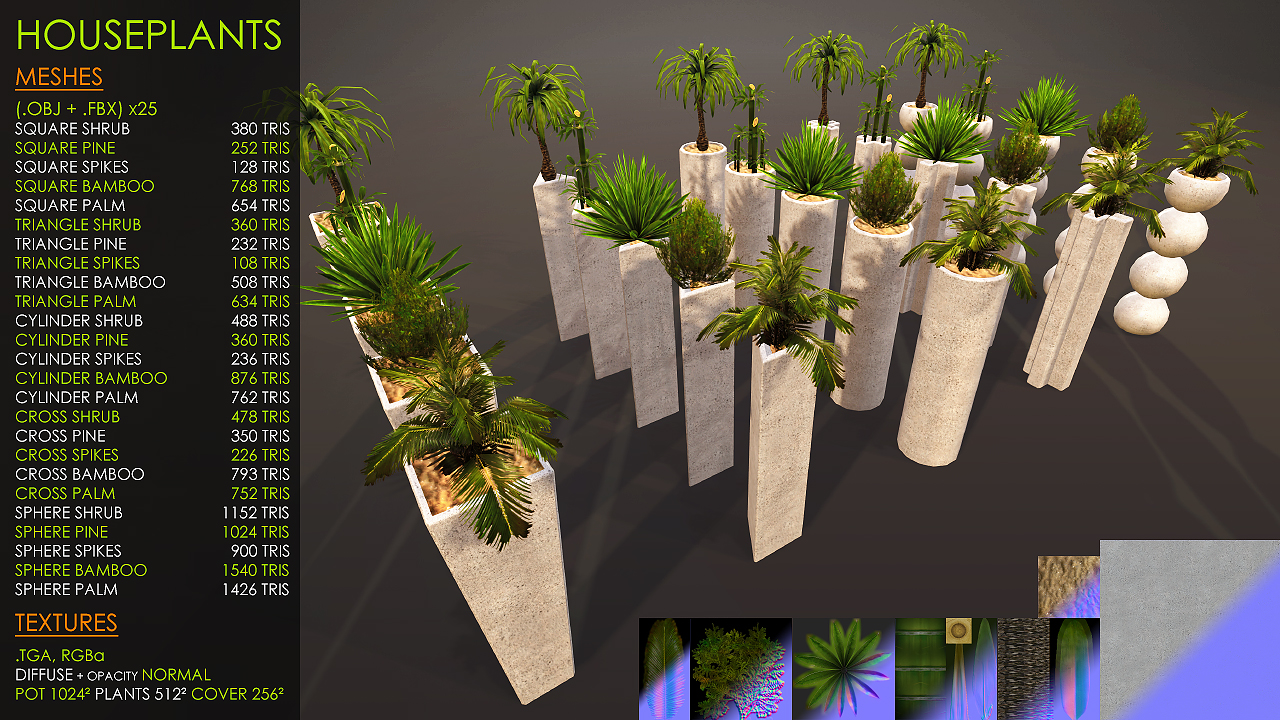 HOUSEPLANTS
MESHES
(.OBJ + .FBX) x25
SQUARE SHRUB 380 TRIS
SQUARE PINE 252 TRIS
SQUARE SPIKES 128 TRIS
SQUARE BAMBOO 768 TRIS
SQUARE PALM 654 TRIS
TRIANGLE SHRUB 360 TRIS
TRIANGLE PINE 232 TRIS
TRIANGLE SPIKES 108 TRIS
TRIANGLE BAMBOO 508 TRIS
TRIANGLE PALM 634 TRIS
CYLINDER SHRUB 488 TRIS
CYLINDER PINE 360 TRIS
CYLINDER SPIKES 236 TRIS
CYLINDER BAMBOO 876 TRIS
CYLINDER PALM 762 TRIS
CROSS SHRUB 478 TRIS
CROSS PINE 350 TRIS
CROSS SPIKES 226 TRIS
CROSS BAMBOO 793 TRIS
CROSS PALM 752 TRIS
SPHERE SHRUB 1152 TRIS
SPHERE PINE 1024 TRIS
SPHERE SPIKES 900 TRIS
SPHERE BAMBOO 1540 TRIS
SPHERE PALM 1426 TRIS
TEXTURES
.TGA, RGBa
DIFFUSE + OPACITY NORMAL
POT 1024² PLANTS 512² COVER 256²